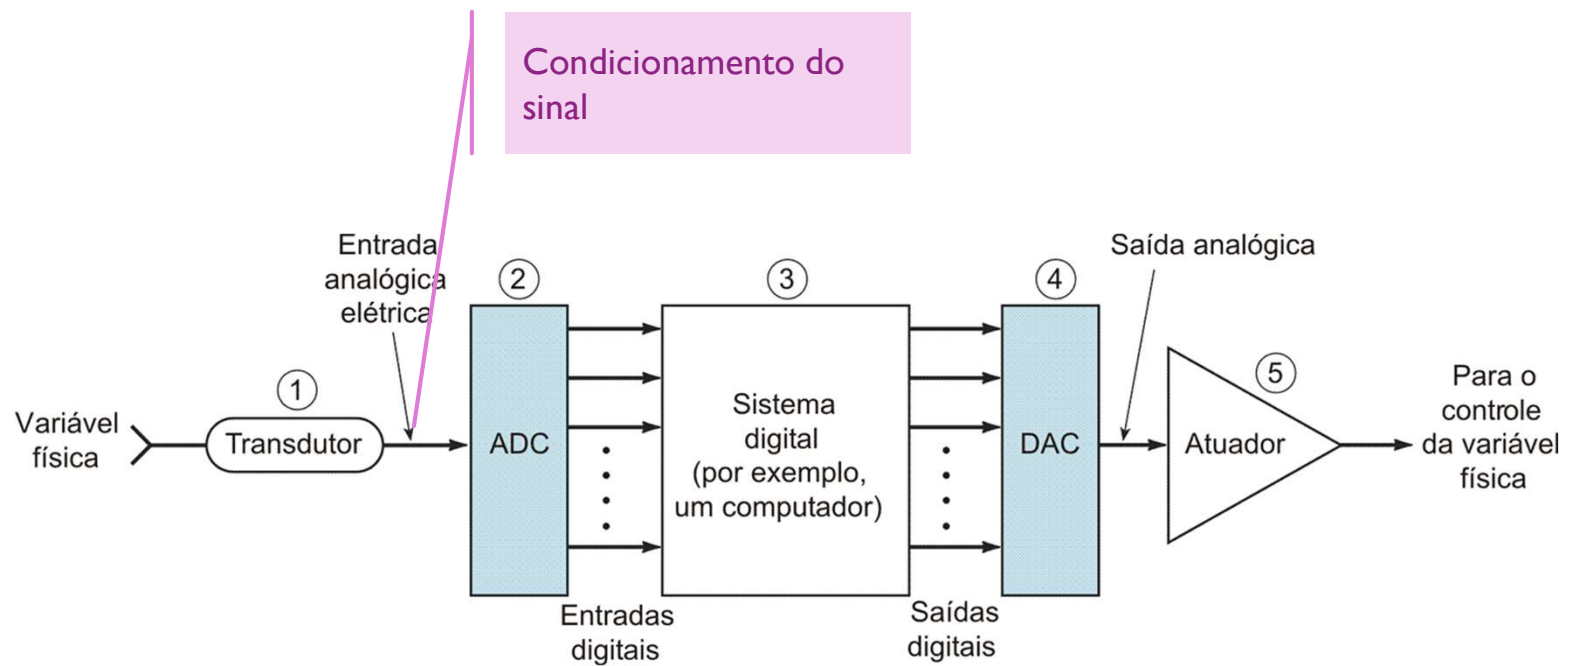 Condicionamento do
sinal
Entrada
analógica
elétrica
Saída analógica
1
2
3
4
5
Variável
física
Transdutor
ADC
Sistema
digital
(por exemplo,
um computador)
DAC
Atuador
Para o
controle
da variável
física
Entradas
digitais
Saídas
digitais